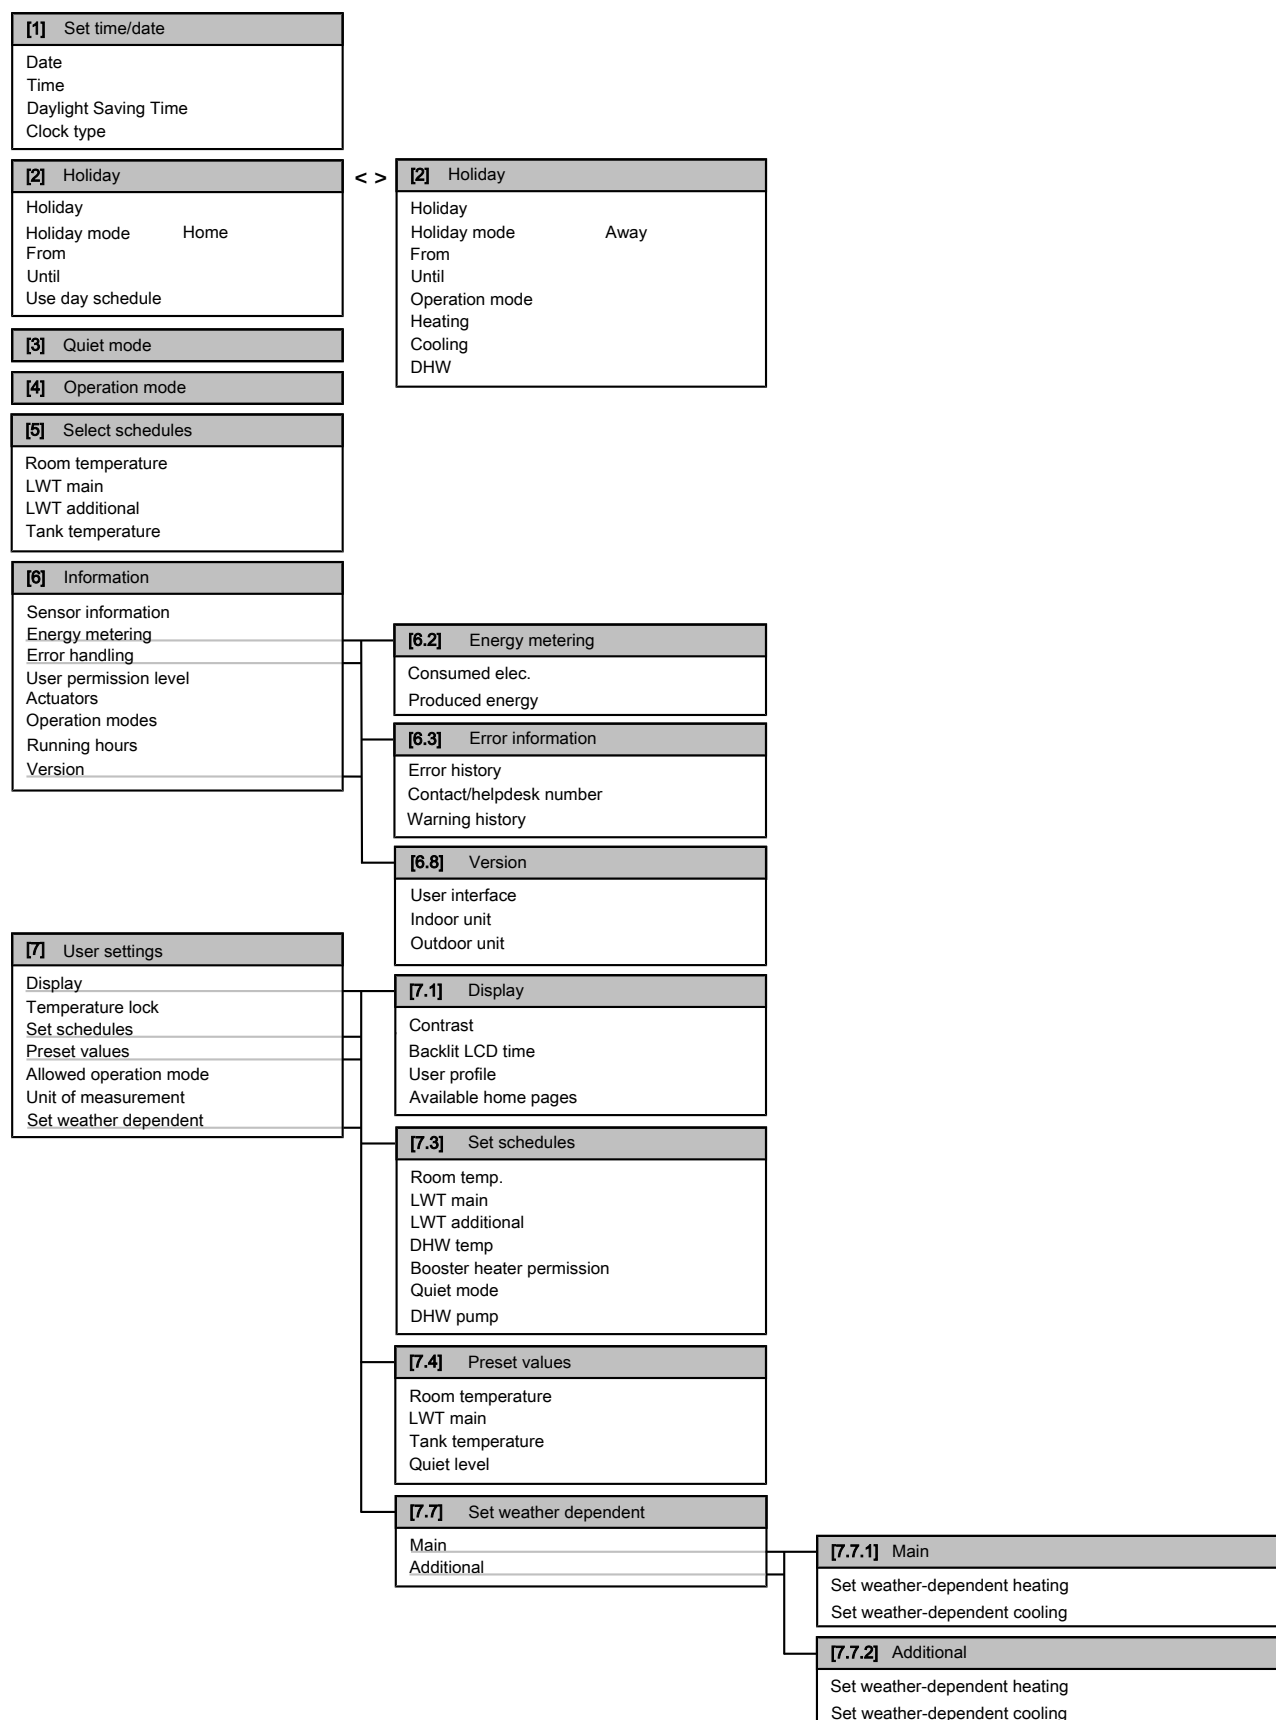 [1] Set time/date
Date
Time
Daylight Saving Time
Clock type
[2] Holiday
Holiday
Holiday mode Home
From
Until
Use day schedule
< >
[2] Holiday
Holiday
Holiday mode Away
From
Until
Operation mode
Heating
Cooling
DHW
[3] Quiet mode
[4] Operation mode
[5] Select schedules
Room temperature
LWT main
LWT additional
Tank temperature
[6] Information
Sensor information
Energy metering
Error handling
User permission level
Actuators
Operation modes
Running hours
Version
[6.2] Energy metering
Consumed elec.
Produced energy
[6.3] Error information
Error history
Contact/helpdesk number
Warning history
[6.8] Version
User interface
Indoor unit
Outdoor unit
[7] User settings
Display
Temperature lock
Set schedules
Preset values
Allowed operation mode
Unit of measurement
Set weather dependent
[7.1] Display
Contrast
Backlit LCD time
User profile
Available home pages
[7.3] Set schedules
Room temp.
LWT main
LWT additional
DHW temp
Booster heater permission
Quiet mode
DHW pump
[7.4] Preset values
Room temperature
LWT main
Tank temperature
Quiet level
[7.7] Set weather dependent
Main
Additional
[7.7.1] Main
Set weather-dependent heating
Set weather-dependent cooling
[7.7.2] Additional
Set weather-dependent heating
Set weather-dependent cooling